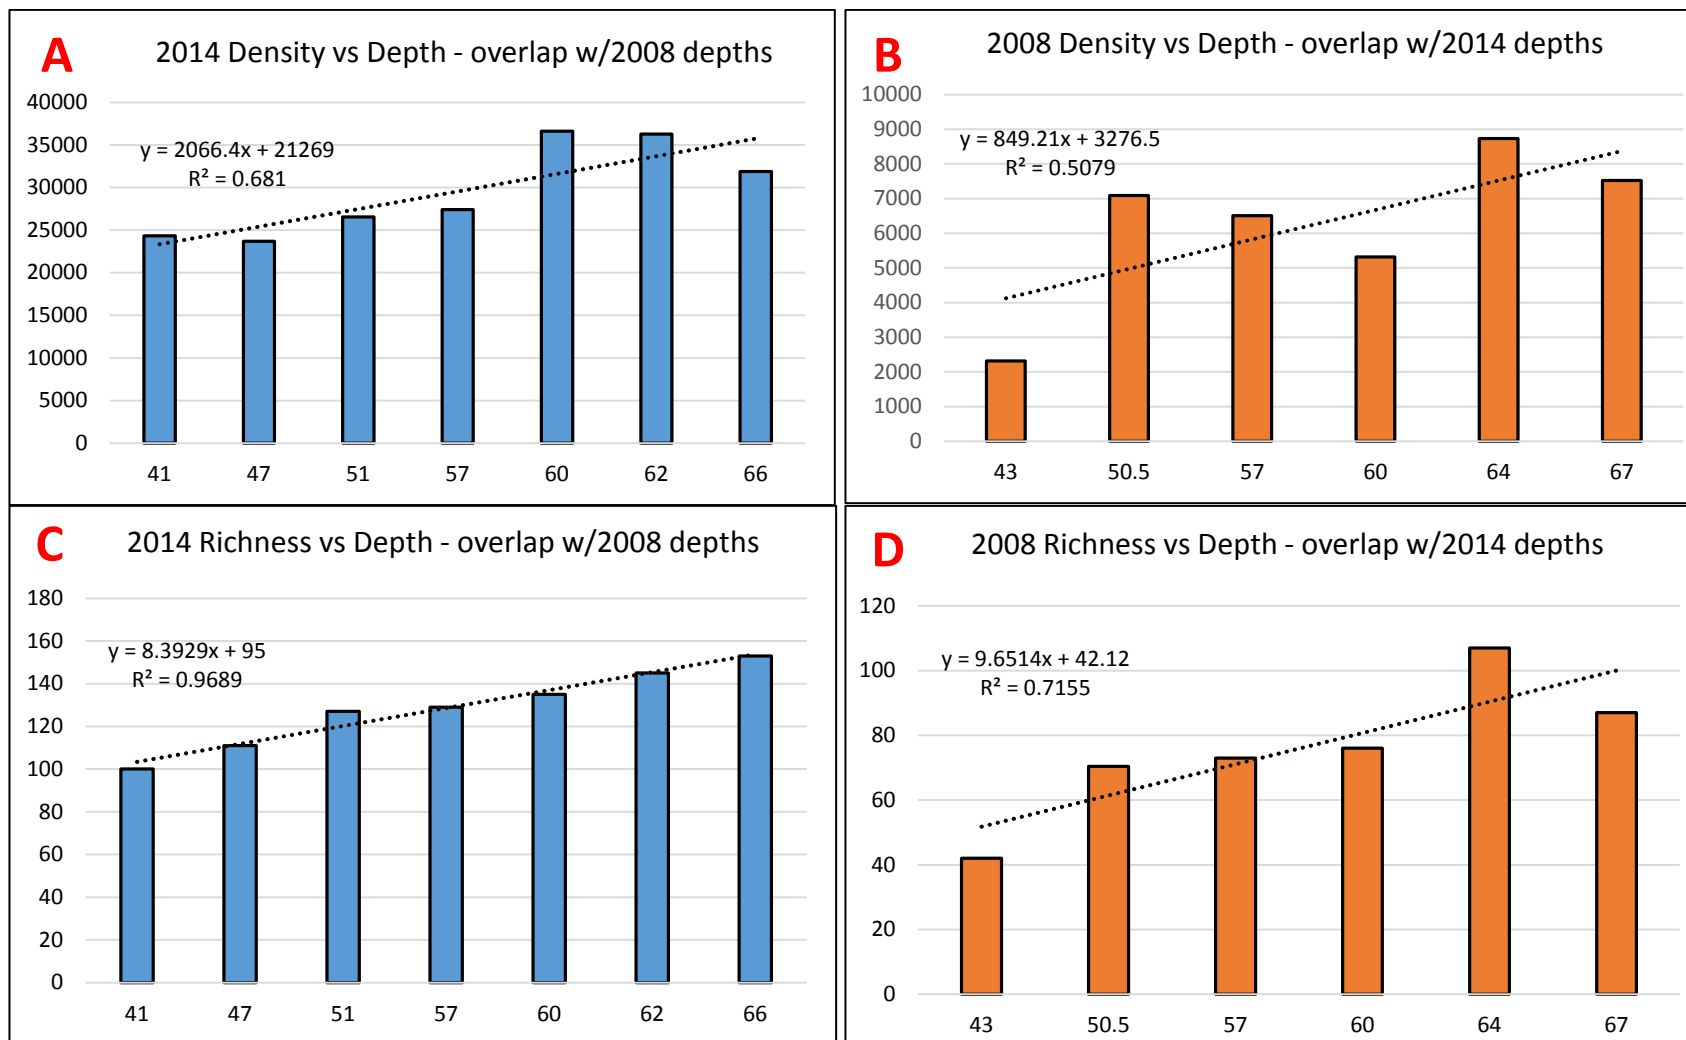 A
2014 Density vs Depth - overlap w/2008 depths
40000
35000
30000
25000
20000
15000
10000
5000
0
y = 2066.4x + 21269
R² = 0.681
41 47 51 57 60 62 66
B
2008 Density vs Depth - overlap w/2014 depths
10000
9000
8000
7000
6000
5000
4000
3000
2000
1000
0
y = 849.21x + 3276.5
R² = 0.5079
43 50.5 57 60 64 67
C
2014 Richness vs Depth - overlap w/2008 depths
180
160
140
120
100
80
60
40
20
0
y = 8.3929x + 95
R² = 0.9689
41 47 51 57 60 62 66
D
2008 Richness vs Depth - overlap w/2014 depths
120
100
80
60
40
20
0
y = 9.6514x + 42.12
R² = 0.7155
43 50.5 57 60 64 67